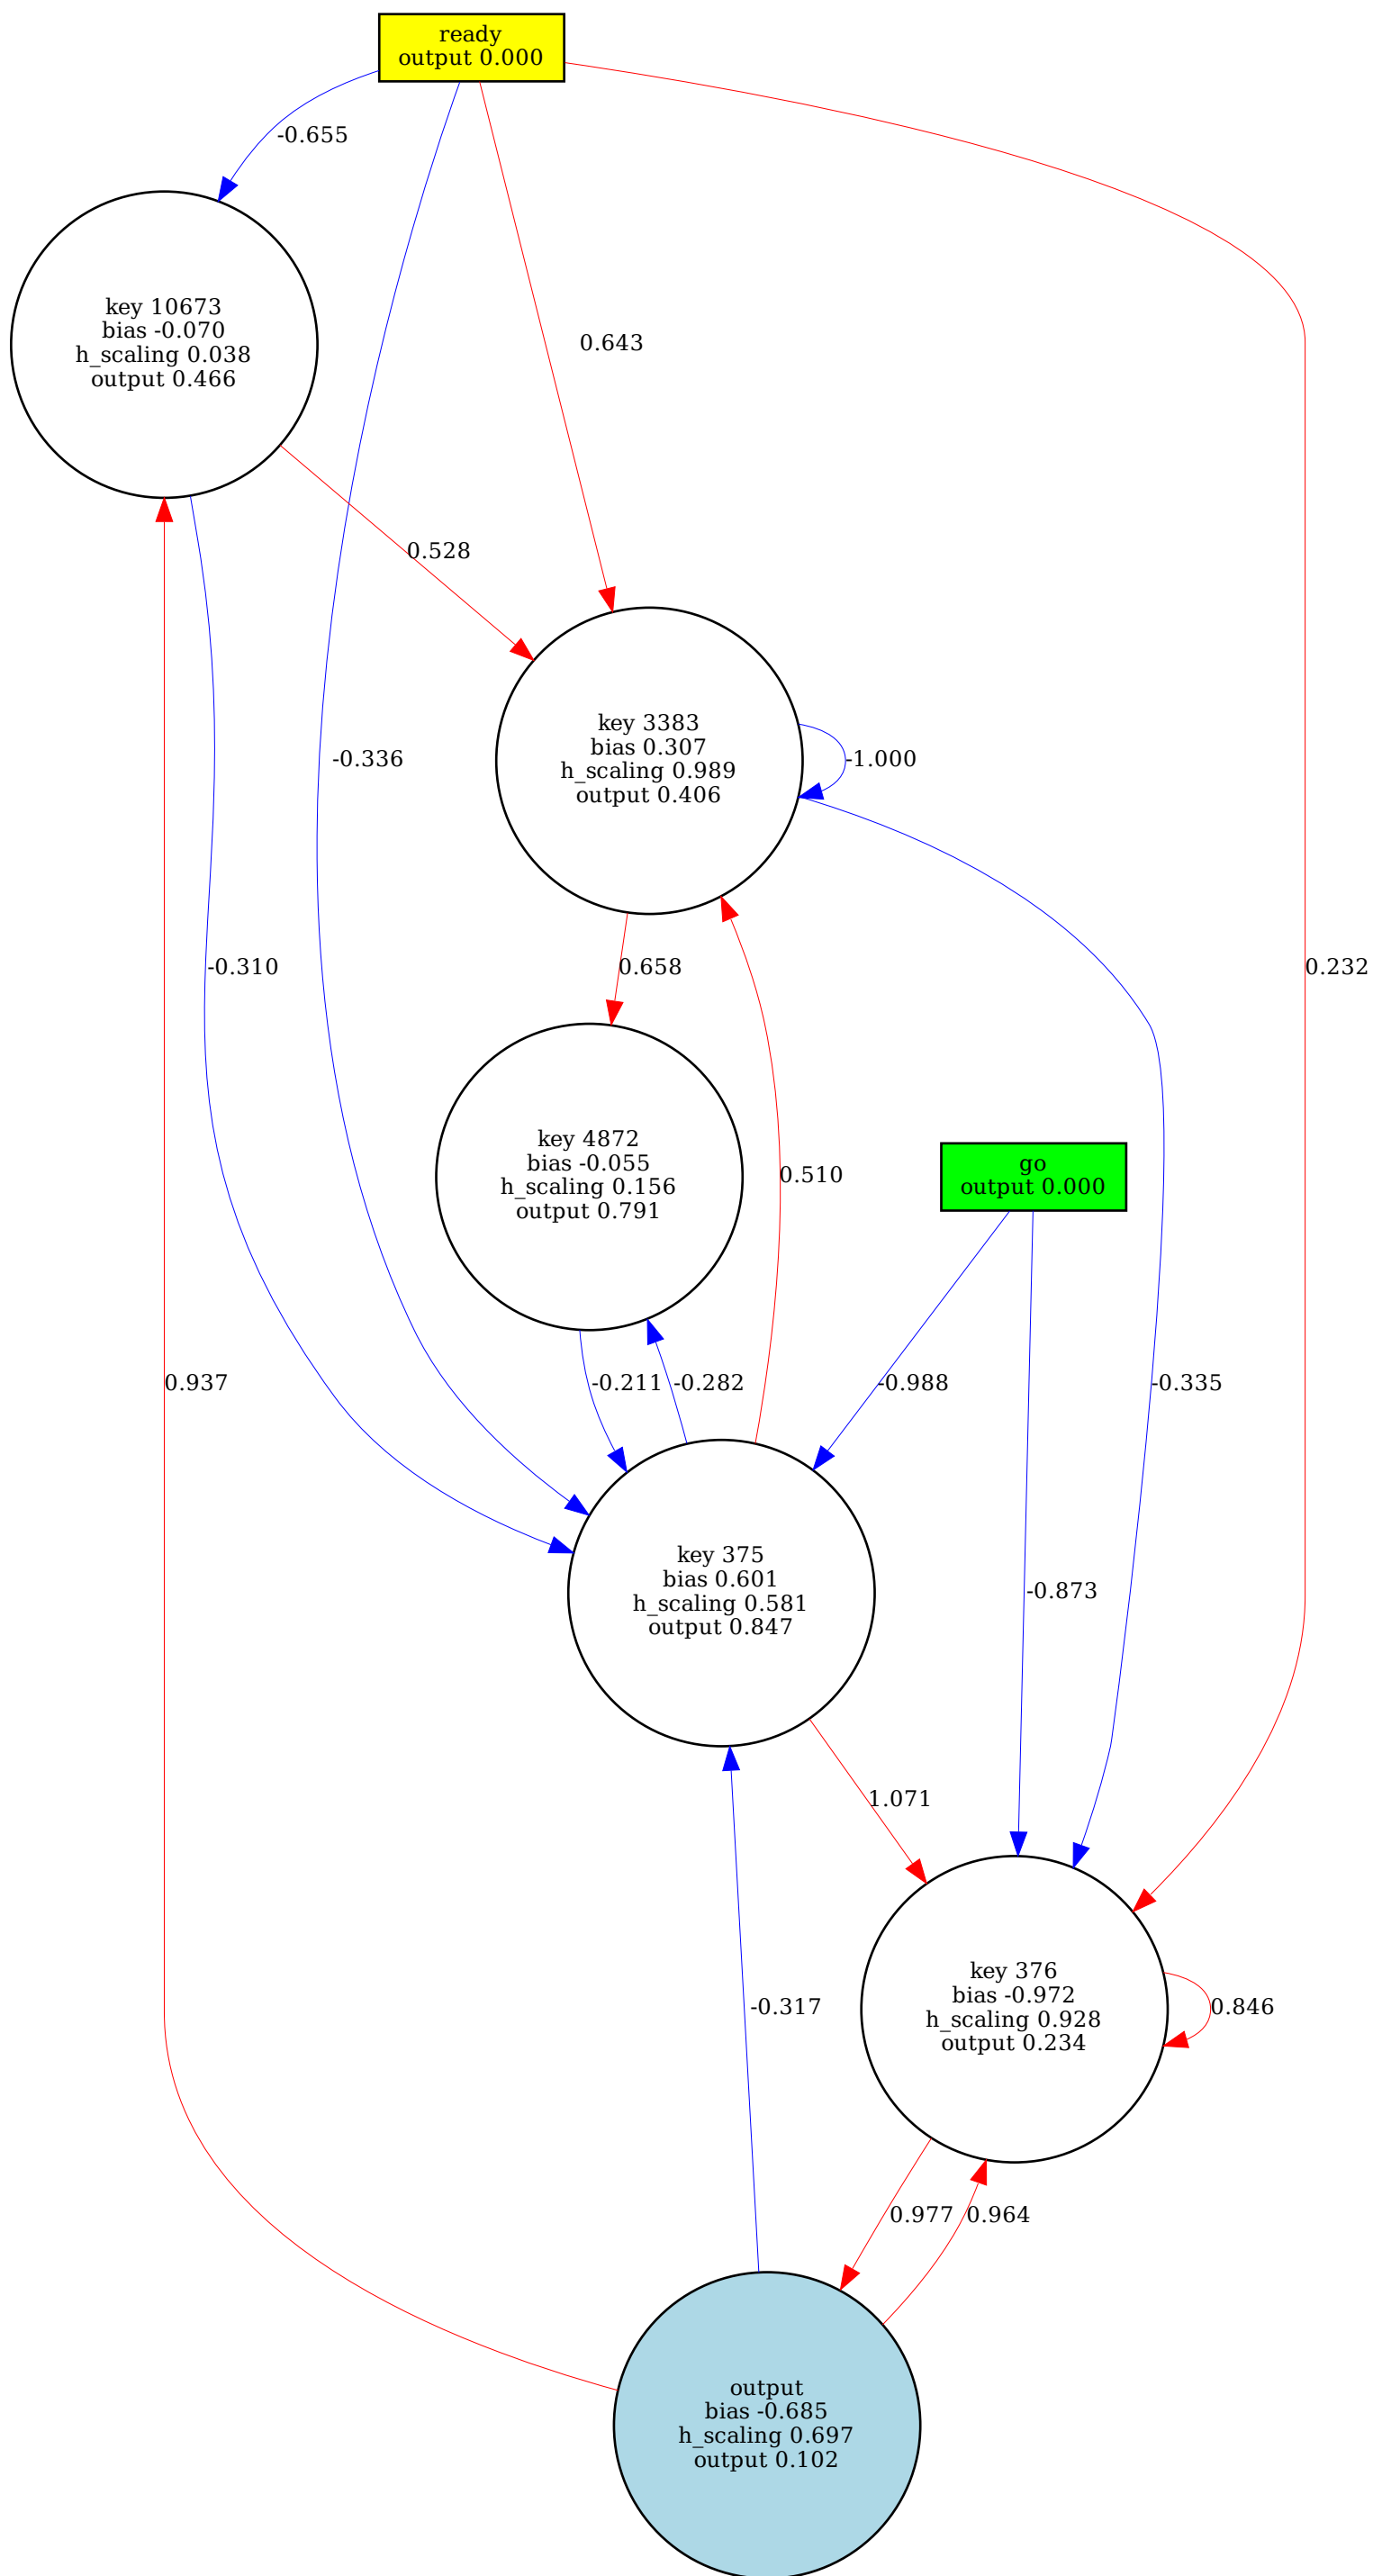 ready
output 0.000
-0.655
key 10673
bias -0.070
h_scaling 0.038
output 0.466
0.643
0.528
key 3383
bias 0.307
h_scaling 0.989
output 0.406
-0.336
-1.000
-0.310
0.658
0.232
key 4872
bias -0.055
h_scaling 0.156
output 0.791
0.510
go
output 0.000
0.937
-0.211
-0.282
-0.988
-0.335
key 375
bias 0.601
h_scaling 0.581
output 0.847
-0.873
1.071
key 376
bias -0.972
h_scaling 0.928
output 0.234
-0.317
0.846
0.977
0.964
output
bias -0.685
h_scaling 0.697
output 0.102